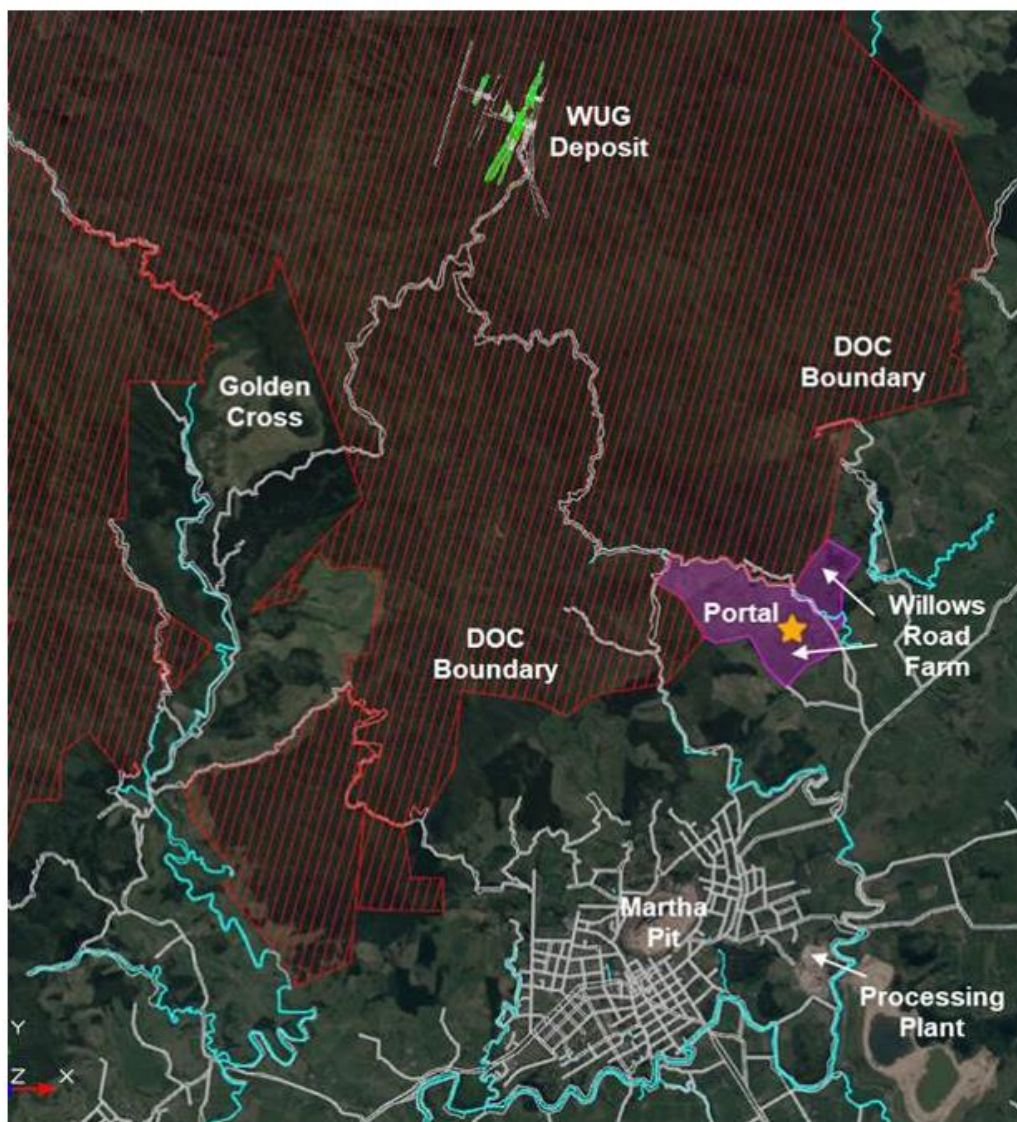 WUG
Deposit
DOC
Boundary
Golden
Cross
Portal
Willows
Road
Farm
DOC
Boundary
Martha
Pit
Processing
Plant
Y
Z
X